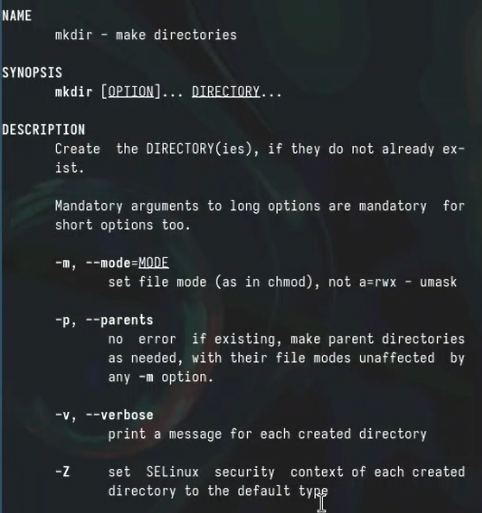 NAME
mkdir - make directories
SYNOPSIS
mkdir [OPTION]... DIRECTORY...
DESCRIPTION
Create the DIRECTORY(ies), if they do not already ex-
ist.
Mandatory arguments to long options are mandatory for
short options too.
-m, --mode=MODE
set file mode (as in chmod), not a=rwx - umask
-p, --parents
no error if existing, make parent directories
as needed, with their file modes unaffected by
any -m option.
-v, --verbose
print a message for each created directory
-Z set SELinux security context of each created
directory to the default type